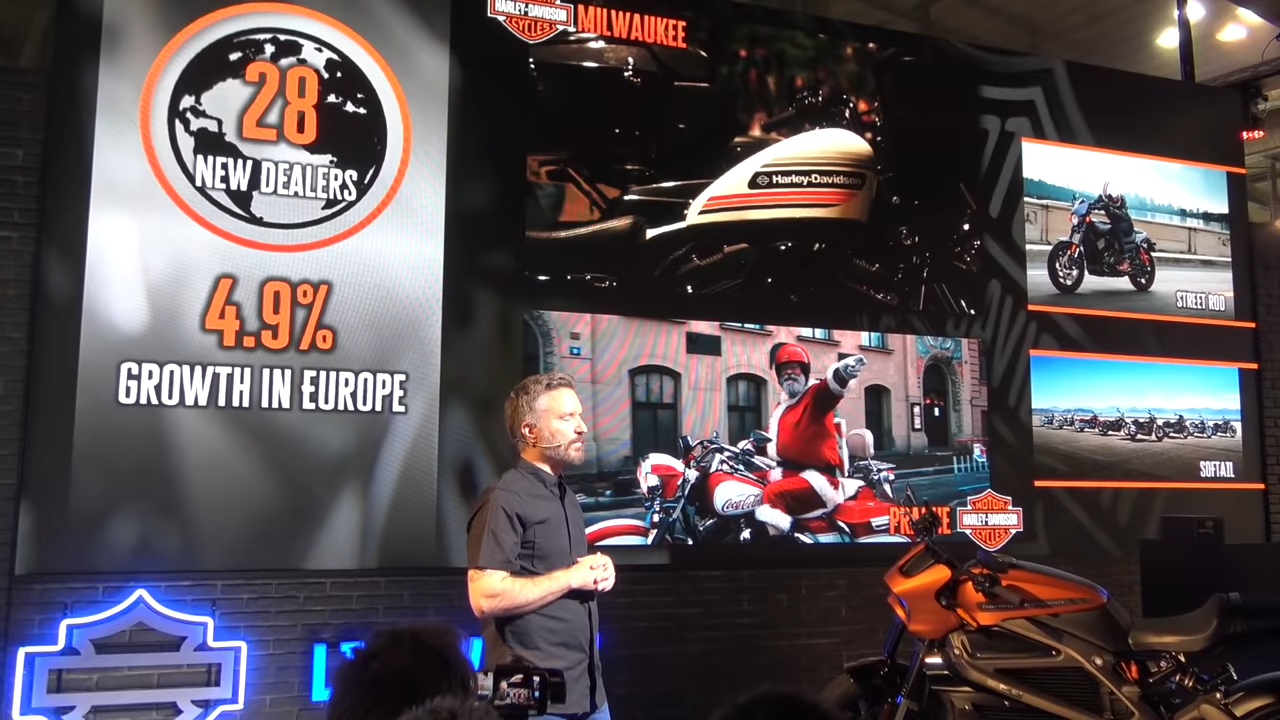 28
NEW DEALERS
4.9%
GROWTH IN EUROPE
HARLEY-DAVIDSON
CYCLES
MILWAUKEE
Harley-Davidson
Coca-Cola
PRAGUE
MOTOR
HARLEY-DAVIDSON
CYCLES
STREET ROD
SOFTAIL